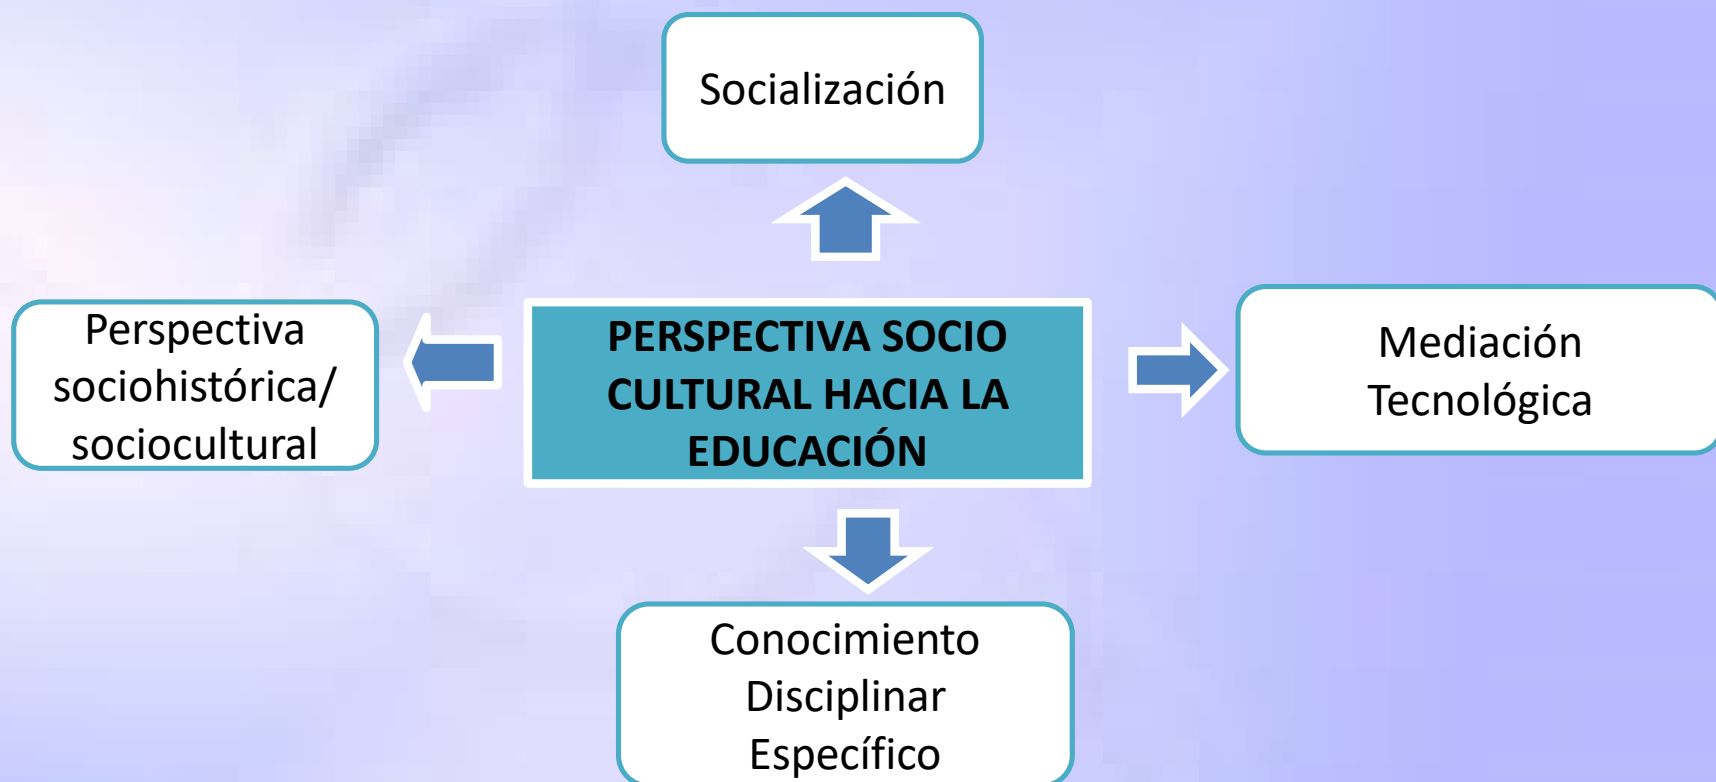 Socialización
Perspectiva
sociohistórica/
sociocultural
PERSPECTIVA SOCIO
CULTURAL HACIA LA
EDUCACIÓN
Mediación
Tecnológica
Conocimiento
Disciplinar
Específico